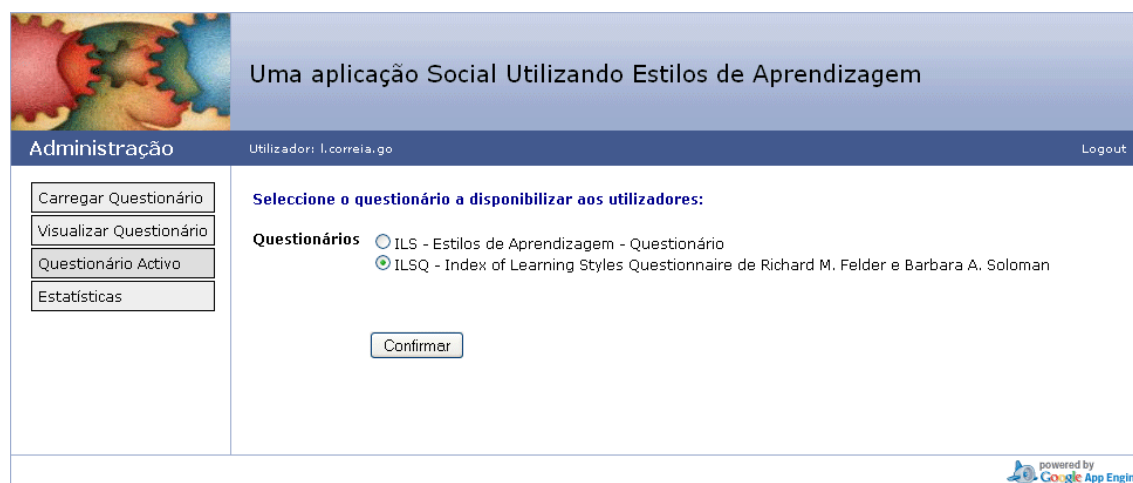 Uma aplicação Social Utilizando Estilos de Aprendizagem
Administração
Utilizador: l.correia.go
Logout
Carregar Questionário
Visualizar Questionário
Questionário Activo
Estatísticas
Seleccione o questionário a disponibilizar aos utilizadores:
Questionários
ILS - Estilos de Aprendizagem - Questionário
ILSQ - Index of Learning Styles Questionnaire de Richard M. Felder e Barbara A. Soloman
Confirmar
powered by
Google App Engin